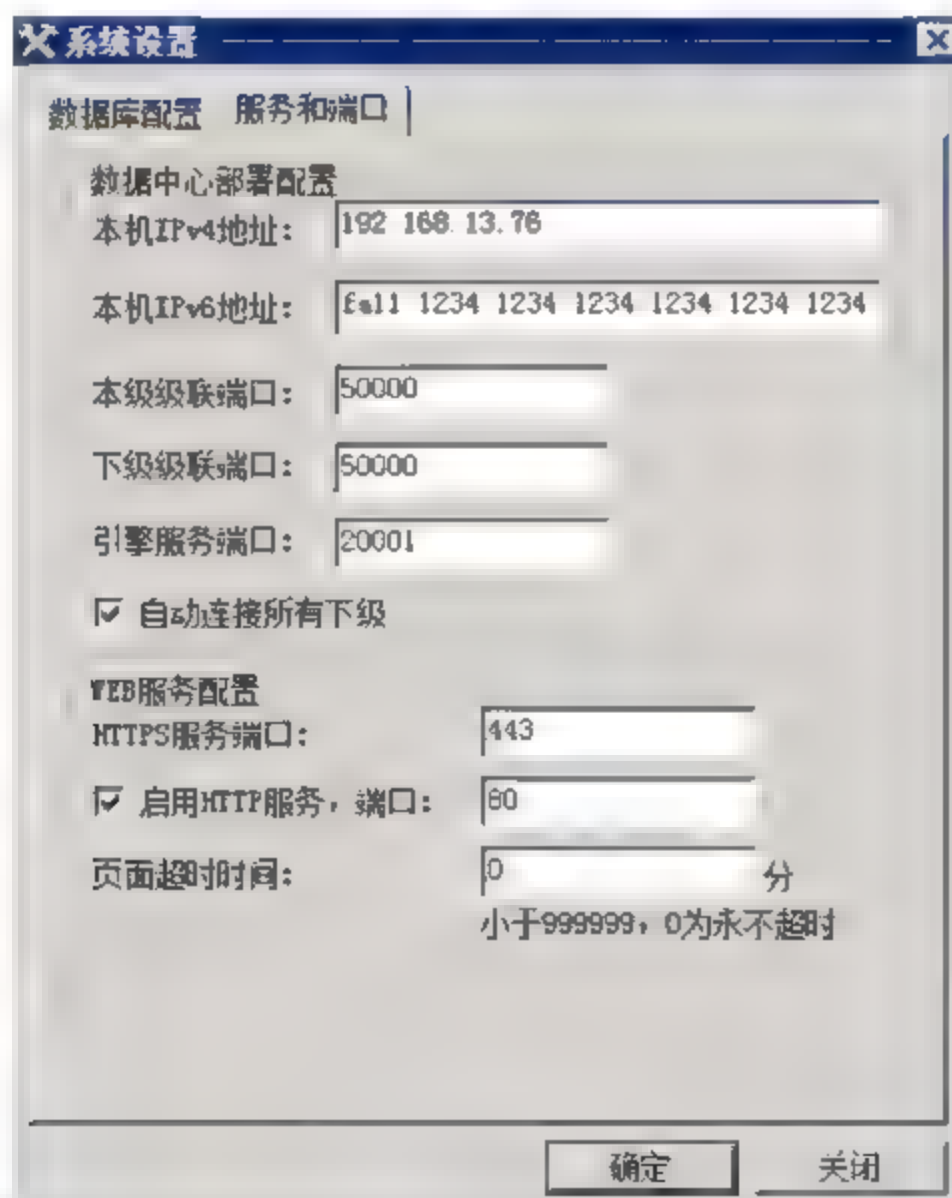 系统设置
数据库配置 服务和端口
数据中心部署配置
本机IPv4地址: 192 168.13.76
本机IPv6地址: fa11 1234 1234 1234 1234 1234 1234
本级级联端口: 50000
下级级联端口: 50000
引擎服务端口: 20001
自动连接所有下级
WEB服务配置
HTTPS服务端口: 443
启用HTTP服务, 端口: 80
页面超时时间: 0 分
小于999999, 0为永不超时
确定 关闭